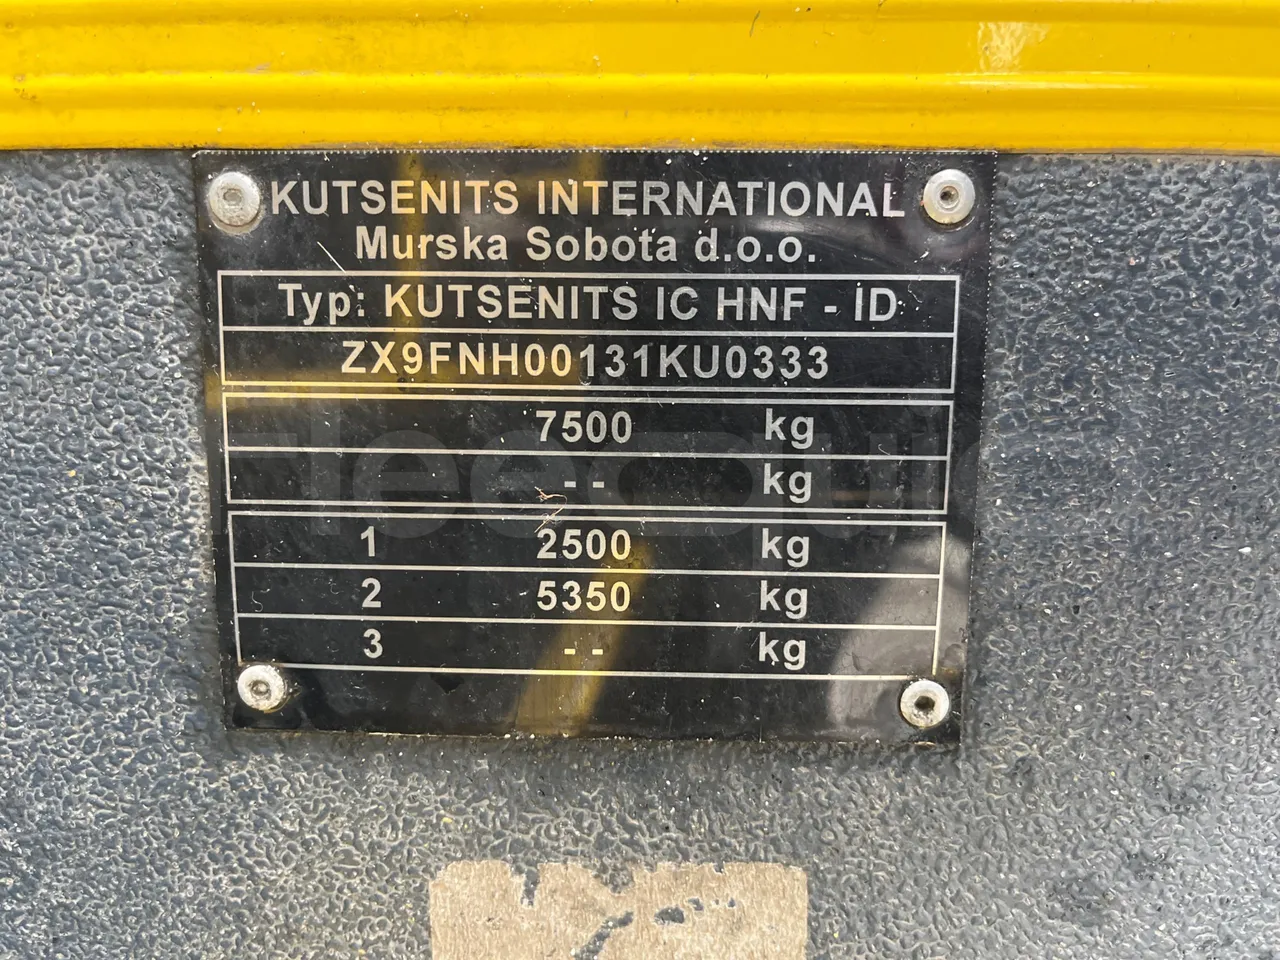 KUTSENITS INTERNATIONAL
Murska Sobota d.o.o.
Typ: KUTSENITS IC HNF - ID
ZX9FNH00131KU0333
7500 kg
-- kg
1 2500 kg
2 5350 kg
3 -- kg